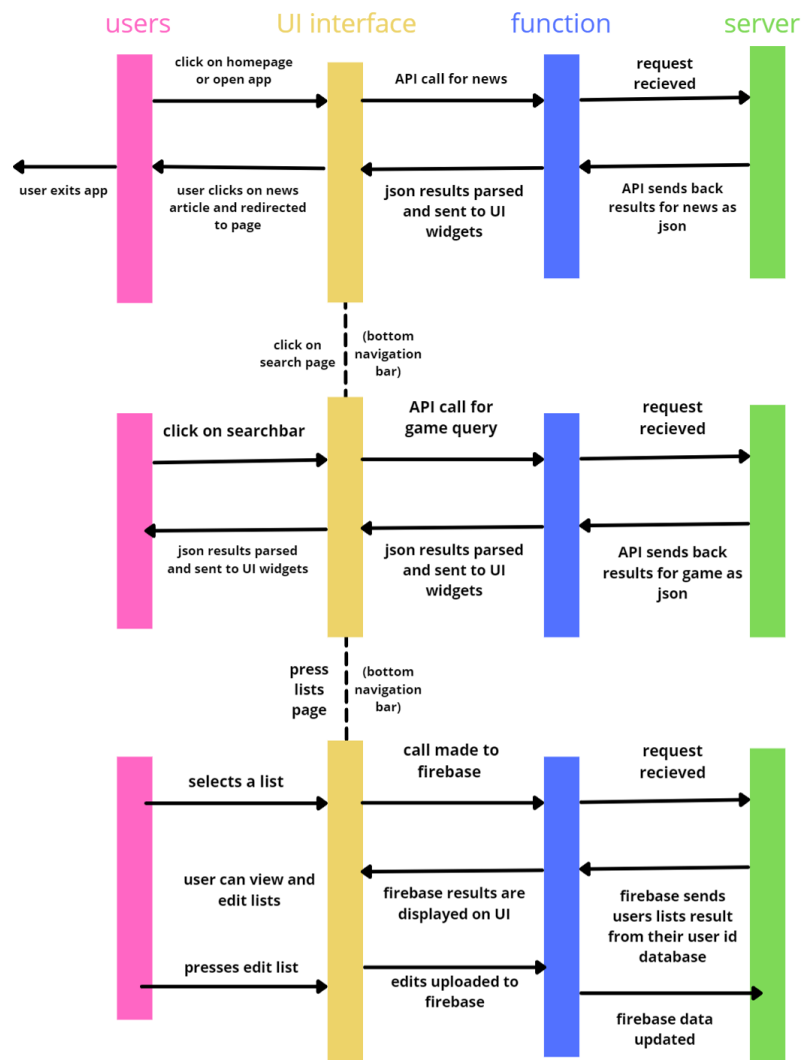 users
UI interface
function
server
click on homepage
or open app
API call for news
request
recieved
user exits app
user clicks on news
article and redirected
to page
json results parsed
and sent to UI
widgets
API sends back
results for news as
json
click on
search page
(bottom
navigation
bar)
click on searchbar
API call for
game query
request
recieved
json results parsed
and sent to UI widgets
json results parsed
and sent to UI
widgets
API sends back
results for game as
json
press
lists
page
(bottom
navigation
bar)
selects a list
call made to
firebase
request
recieved
user can view and
edit lists
firebase results are
displayed on UI
firebase sends
users lists result
from their user id
database
presses edit list
edits uploaded to
firebase
firebase data
updated